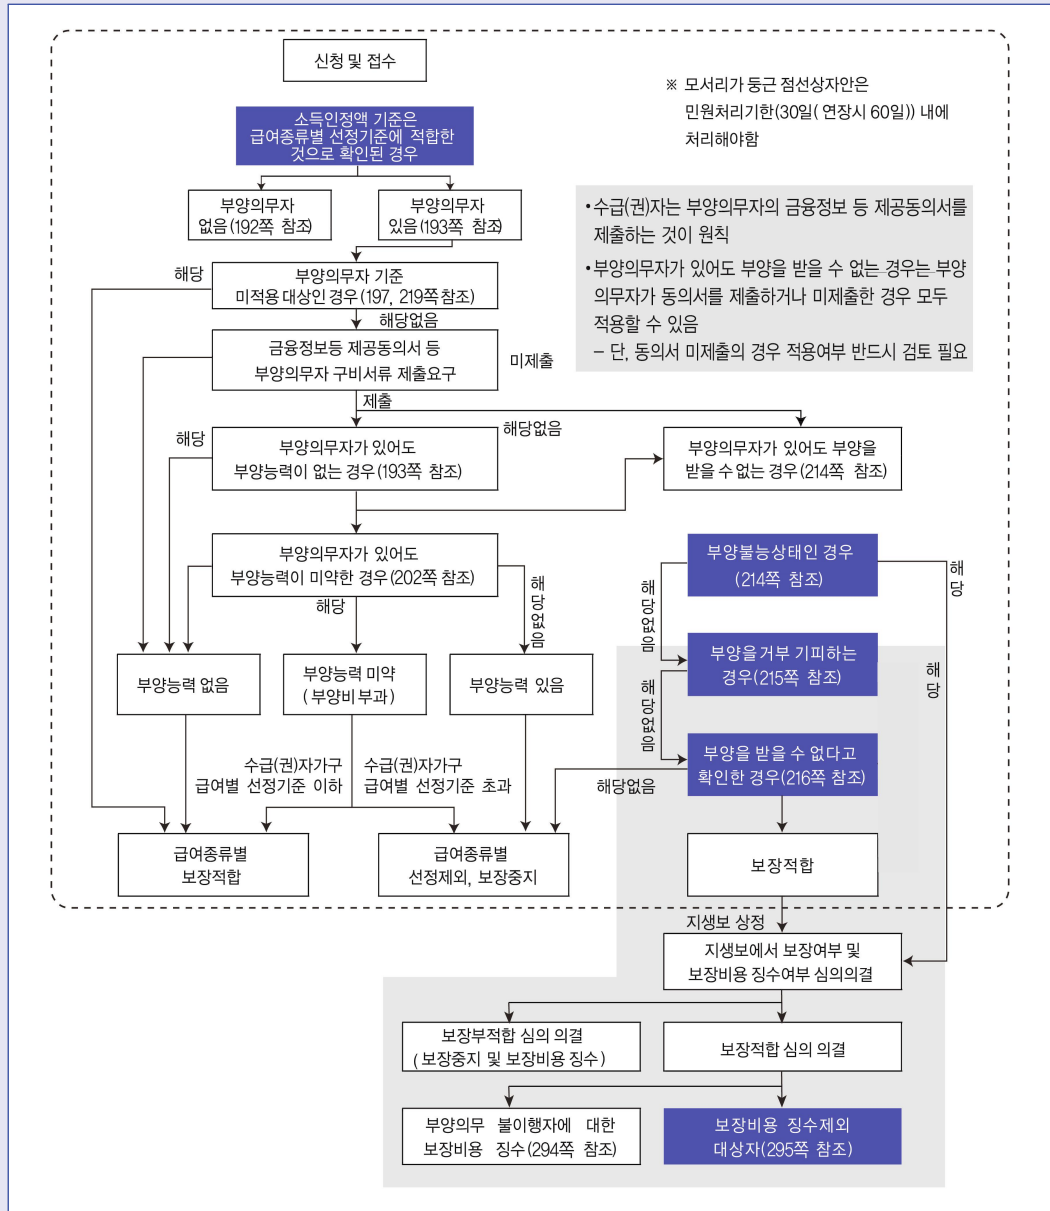 신청 및 접수
※ 모서리가 둥근 점선상자안은
민원처리기한(30일( 연장시 60일)) 내에
처리해야함
소득인정액 기준은
급여종류별 선정기준에 적합한
것으로 확인된 경우
부양의무자
없음(192쪽 참조)
부양의무자
있음(193쪽 참조)
•수급(권)자는 부양의무자의 금융정보 등 제공동의서를
제출하는 것이 원칙
•부양의무자가 있어도 부양을 받을 수 없는 경우는 부양
의무자가 동의서를 제출하거나 미제출한 경우 모두
적용할 수 있음
– 단, 동의서 미제출의 경우 적용여부 반드시 검토 필요
해당
부양의무자 기준
미적용 대상인 경우(197, 219쪽 참조)
해당없음
금융정보등 제공동의서 등
부양의무자 구비서류 제출요구
미제출
제출
해당
부양의무자가 있어도
부양능력이 없는 경우(193쪽 참조)
해당없음
부양의무자가 있어도 부양을
받을 수 없는 경우(214쪽 참조)
부양의무자가 있어도
부양능력이 미약한 경우(202쪽 참조)
해당
해당없음
부양불능상태인 경우
(214쪽 참조)
해당
해당없음
부양을 거부 기피하는
경우(215쪽 참조)
해당
해당없음
부양능력 없음
부양능력 미약
(부양비 부과)
부양능력 있음
부양을 받을 수 없다고
확인한 경우(216쪽 참조)
해당없음
수급(권)자가구
급여별 선정기준 이하
수급(권)자가구
급여별 선정기준 초과
급여종류별
보장적합
급여종류별
선정제외, 보장중지
보장적합
지생보 상정
지생보에서 보장여부 및
보장비용 징수여부 심의의결
보장부적합 심의 의결
( 보장중지 및 보장비용 징수)
보장적합 심의 의결
부양의무 불이행자에 대한
보장비용 징수(294쪽 참조)
보장비용 징수제외
대상자(295쪽 참조)